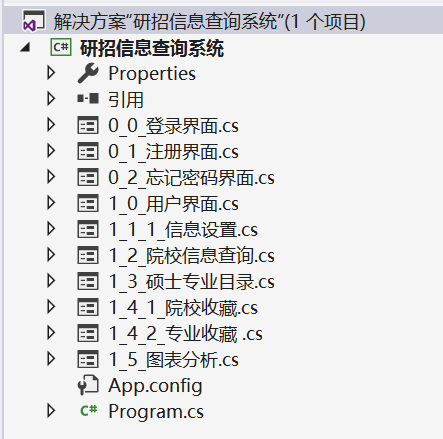 解决方案“研招信息查询系统”(1 个项目)
C# 研招信息查询系统
Properties
引用
0_0_登录界面.cs
0_1_注册界面.cs
0_2_忘记密码界面.cs
1_0_用户界面.cs
1_1_1_信息设置.cs
1_2_院校信息查询.cs
1_3_硕士专业目录.cs
1_4_1_院校收藏.cs
1_4_2_专业收藏 .cs
1_5_图表分析.cs
App.config
C# Program.cs